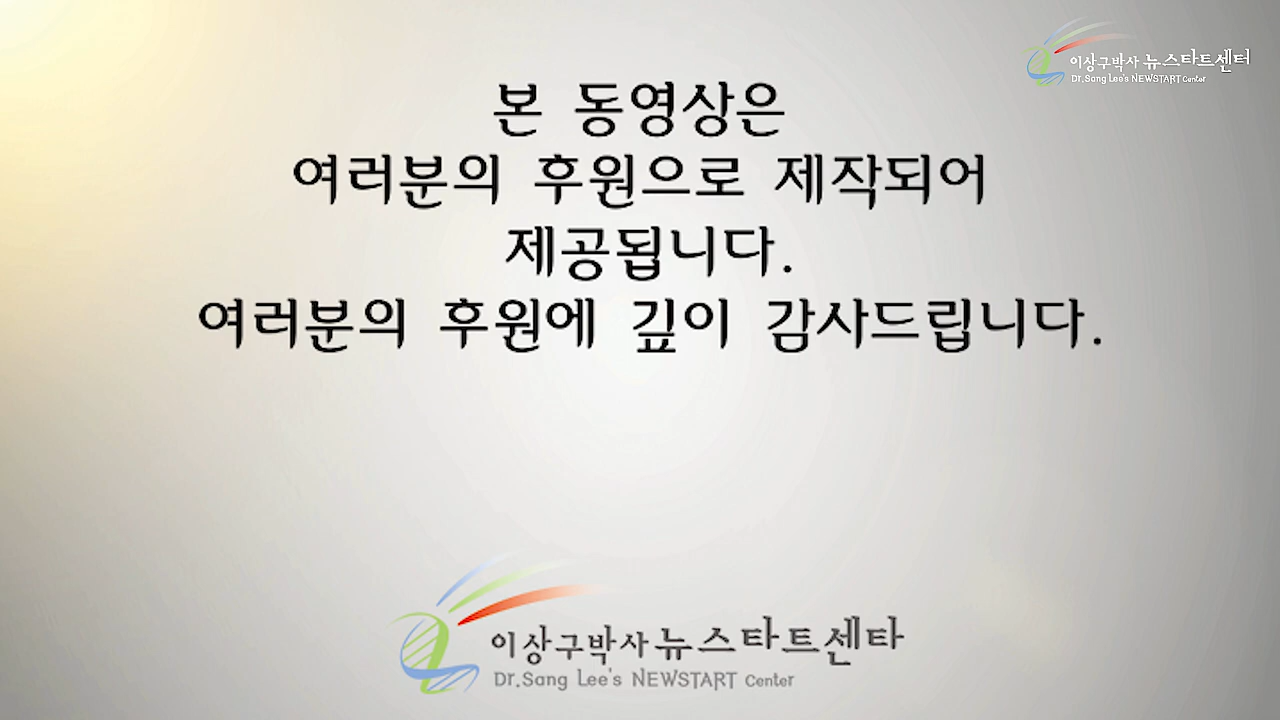 이상구박사 뉴스타트센터
Dr.Sang Lee's NEWSTART Center
본 동영상은
여러분의 후원으로 제작되어
제공됩니다.
여러분의 후원에 깊이 감사드립니다.
이상구박사 뉴스타트센타
Dr.Sang Lee's NEWSTART Center